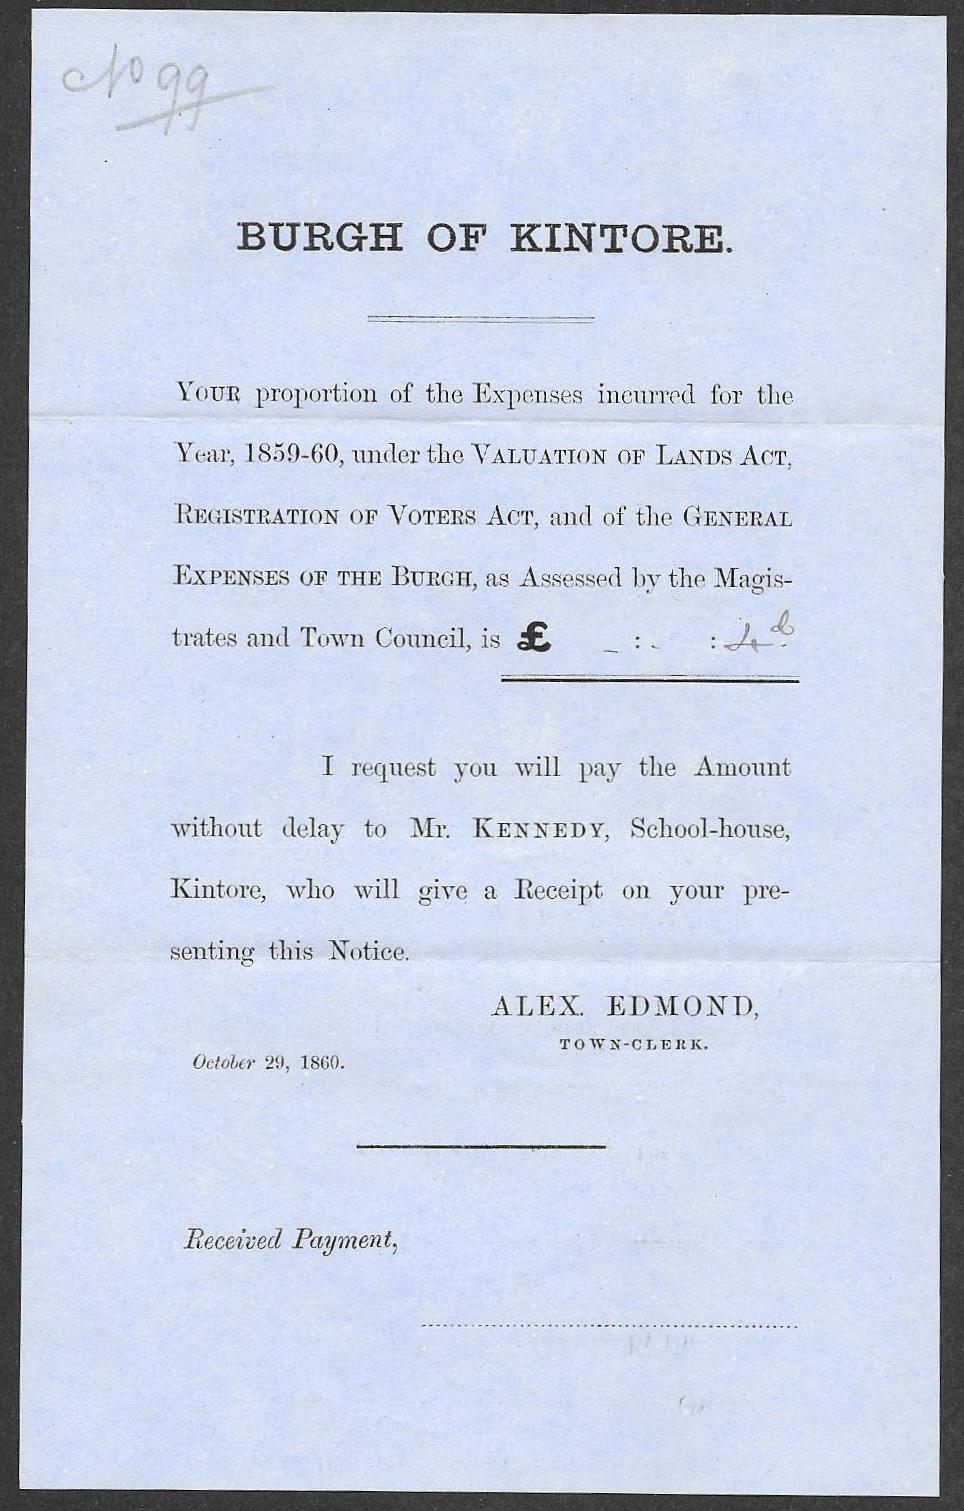 No 99
BURGH OF KINTORE.
YOUR proportion of the Expenses incurred for the
Year, 1859-60, under the VALUATION OF LANDS ACT,
REGISTRATION OF VOTERS ACT, and of the GENERAL
EXPENSES OF THE BURGH, as Assessed by the Magis-
trates and Town Council, is £ - : - : 4d
I request you will pay the Amount
without delay to Mr. KENNEDY, School-house,
Kintore, who will give a Receipt on your pre-
senting this Notice.
ALEX. EDMOND,
TOWN-CLERK.
October 29, 1860.
Received Payment,